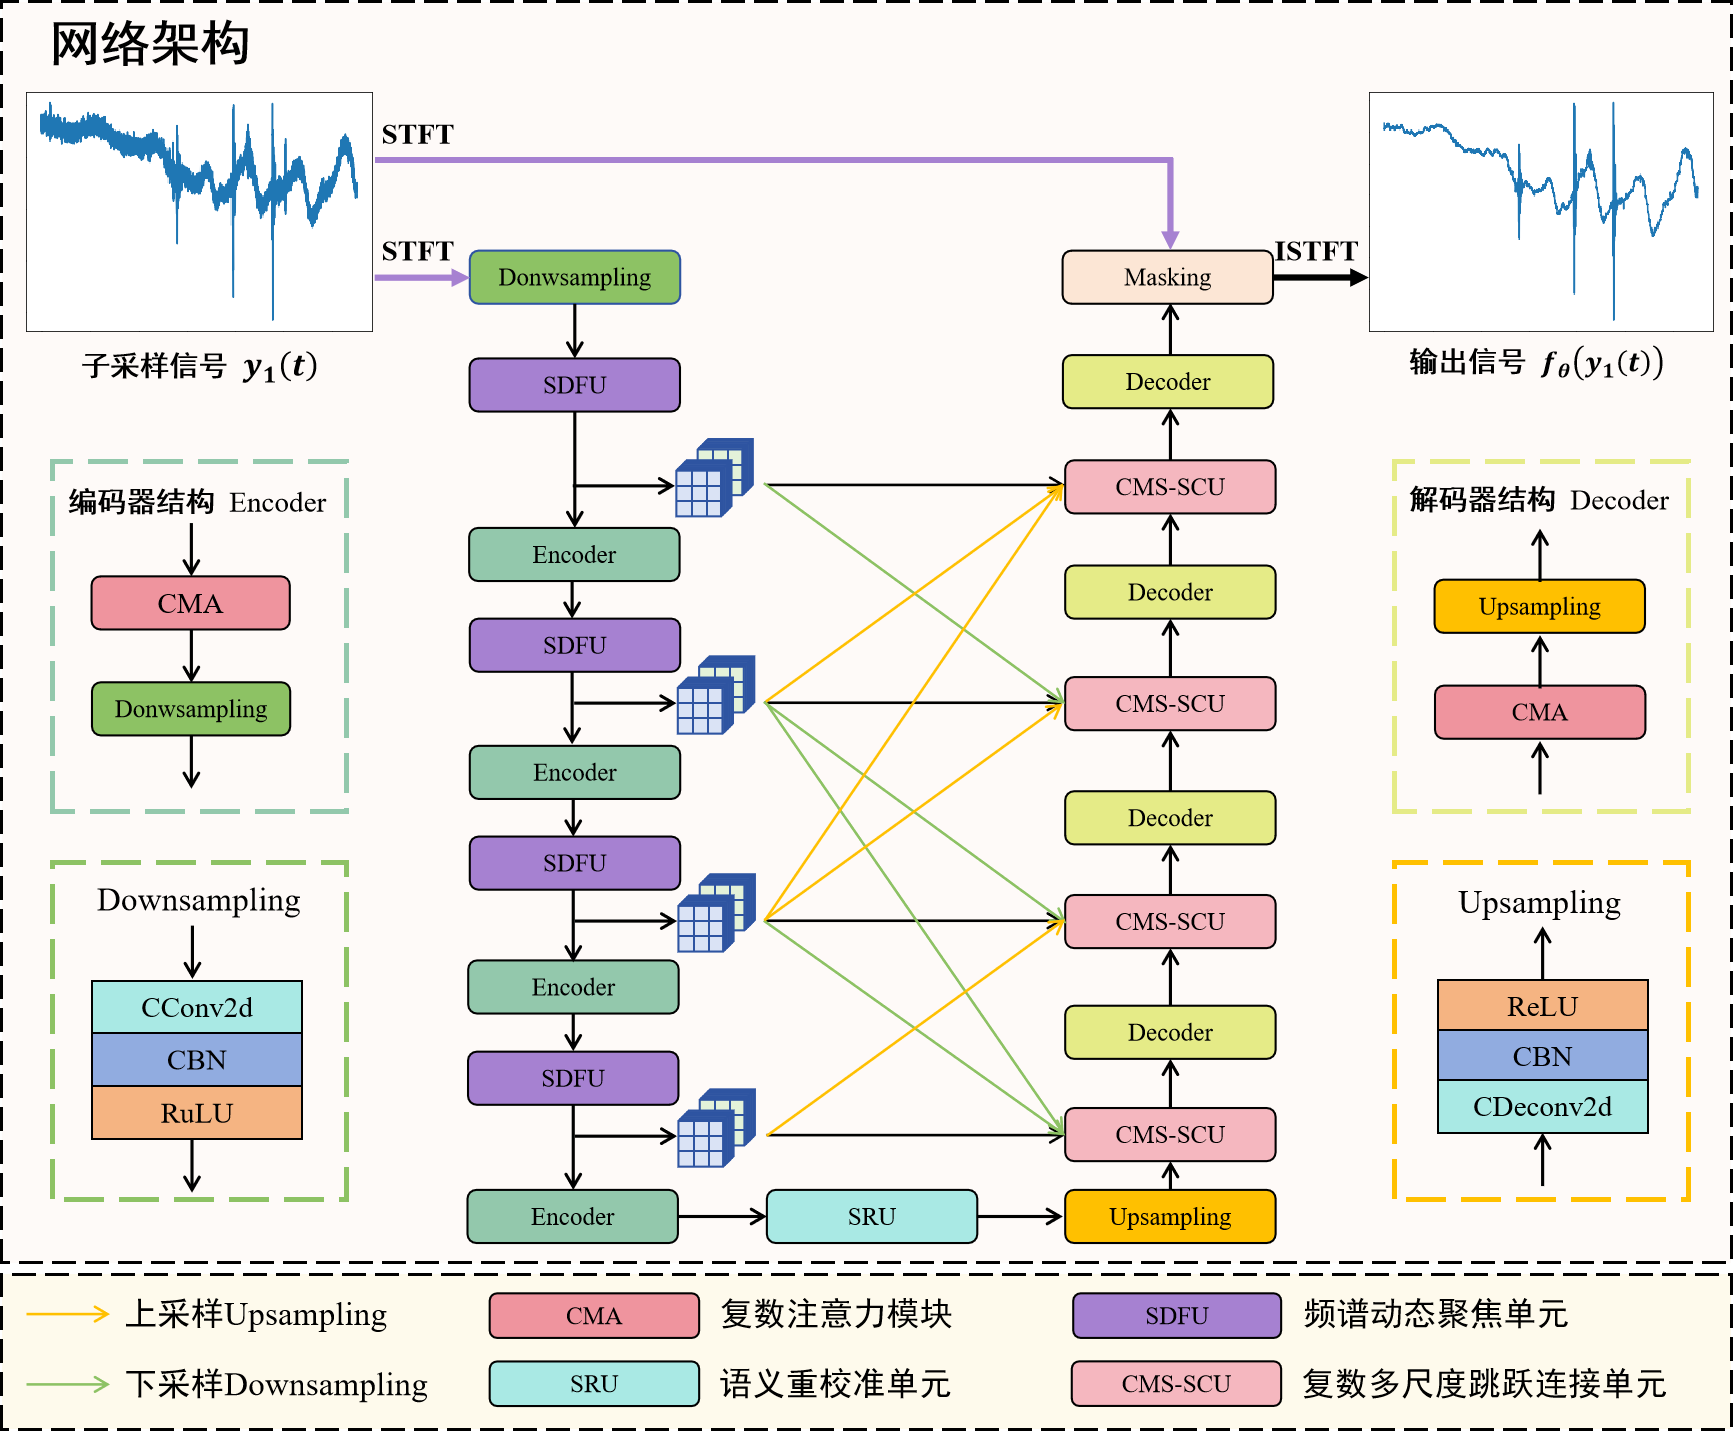 网络架构
STFT
STFT
ISTFT
子采样信号 y₁(t)
输出信号 f_θ(y₁(t))
Donwsampling
SDFU
Encoder
SDFU
Encoder
SDFU
Encoder
SDFU
Encoder
SRU
Upsampling
CMS-SCU
Decoder
CMS-SCU
Decoder
CMS-SCU
Decoder
CMS-SCU
Decoder
Masking
编码器结构 Encoder
CMA
Donwsampling
Downsampling
CConv2d
CBN
RuLU
解码器结构 Decoder
Upsampling
CMA
Upsampling
ReLU
CBN
CDeconv2d
上采样Upsampling
CMA
复数注意力模块
SDFU
频谱动态聚焦单元
下采样Downsampling
SRU
语义重校准单元
CMS-SCU
复数多尺度跳跃连接单元